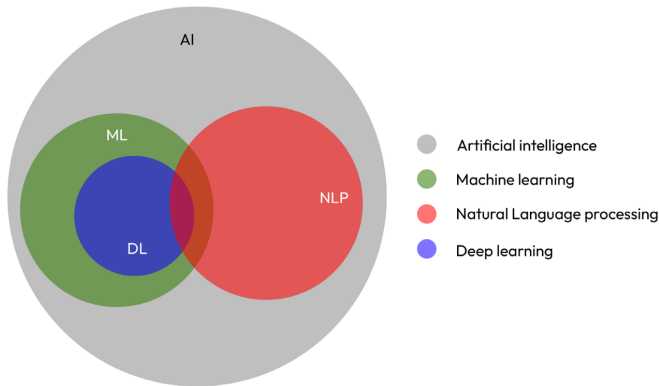 AI
ML
NLP
DL
Artificial intelligence
Machine learning
Natural Language processing
Deep learning